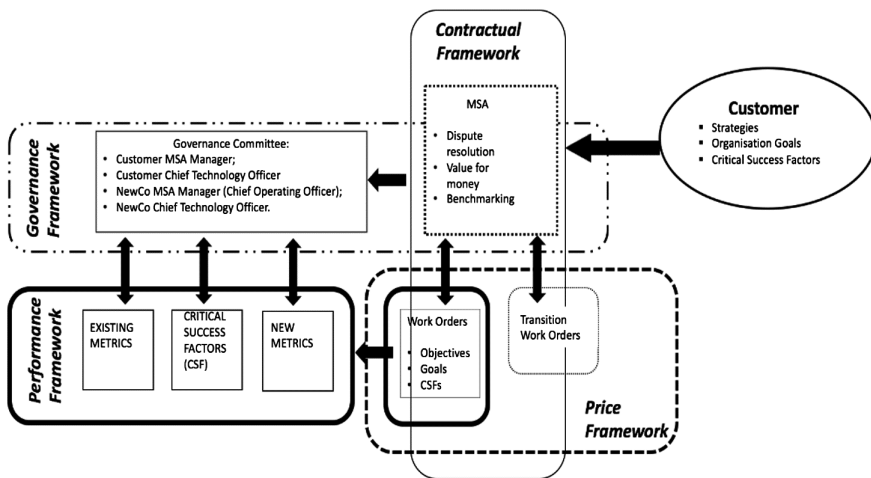 Contractual
Framework
MSA
Dispute
resolution
Value for
money
Benchmarking
Customer
Strategies
Organisation Goals
Critical Success Factors
Governance
Framework
Governance Committee:
Customer MSA Manager;
Customer Chief Technology Officer
NewCo MSA Manager (Chief Operating Officer);
NewCo Chief Technology Officer.
Performance
Framework
EXISTING
METRICS
CRITICAL
SUCCESS
FACTORS
(CSF)
NEW
METRICS
Work Orders
Objectives
Goals
CSFs
Transition
Work Orders
Price
Framework